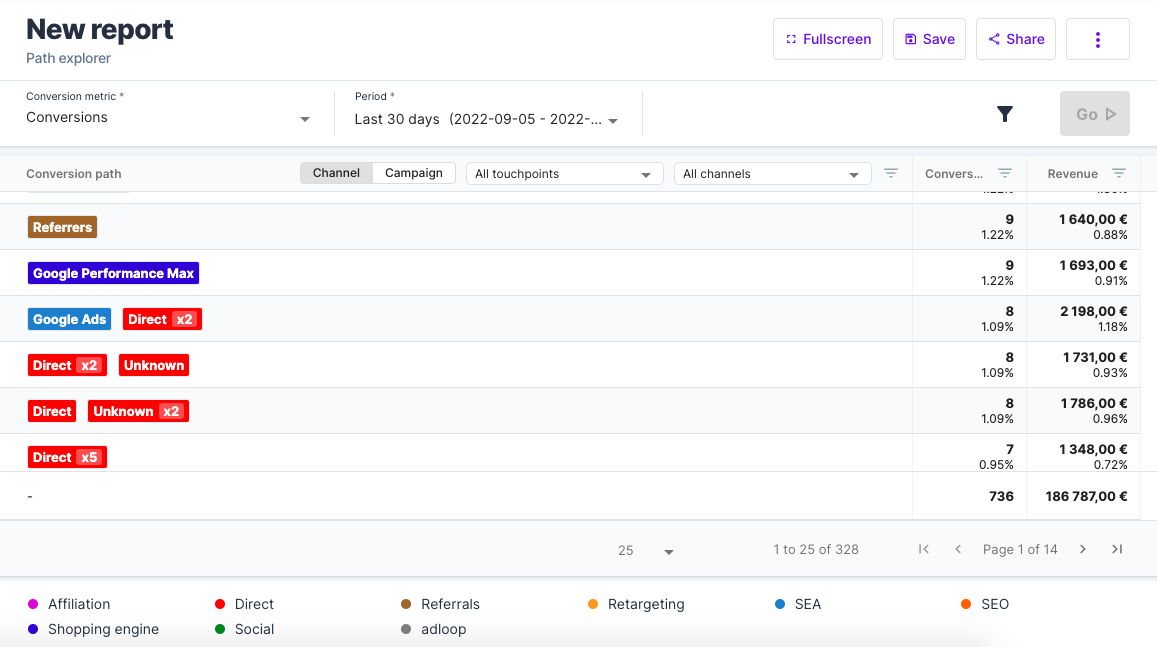 New report
Path explorer
Fullscreen
Save
Share
Conversion metric *
Conversions
Period *
Last 30 days (2022-09-05 - 2022-...
Go
Conversion path
Channel
Campaign
All touchpoints
All channels
Convers...
Revenue
Referrers
9
1 640,00 €
1.22%
0.88%
Google Performance Max
9
1 693,00 €
1.22%
0.91%
Google Ads
Direct x2
8
2 198,00 €
1.09%
1.18%
Direct x2
Unknown
8
1 731,00 €
1.09%
0.93%
Direct
Unknown x2
8
1 786,00 €
1.09%
0.96%
Direct x5
7
1 348,00 €
0.95%
0.72%
-
736
186 787,00 €
25
1 to 25 of 328
Page 1 of 14
Affiliation
Direct
Referrals
Retargeting
SEA
SEO
Shopping engine
Social
adloop